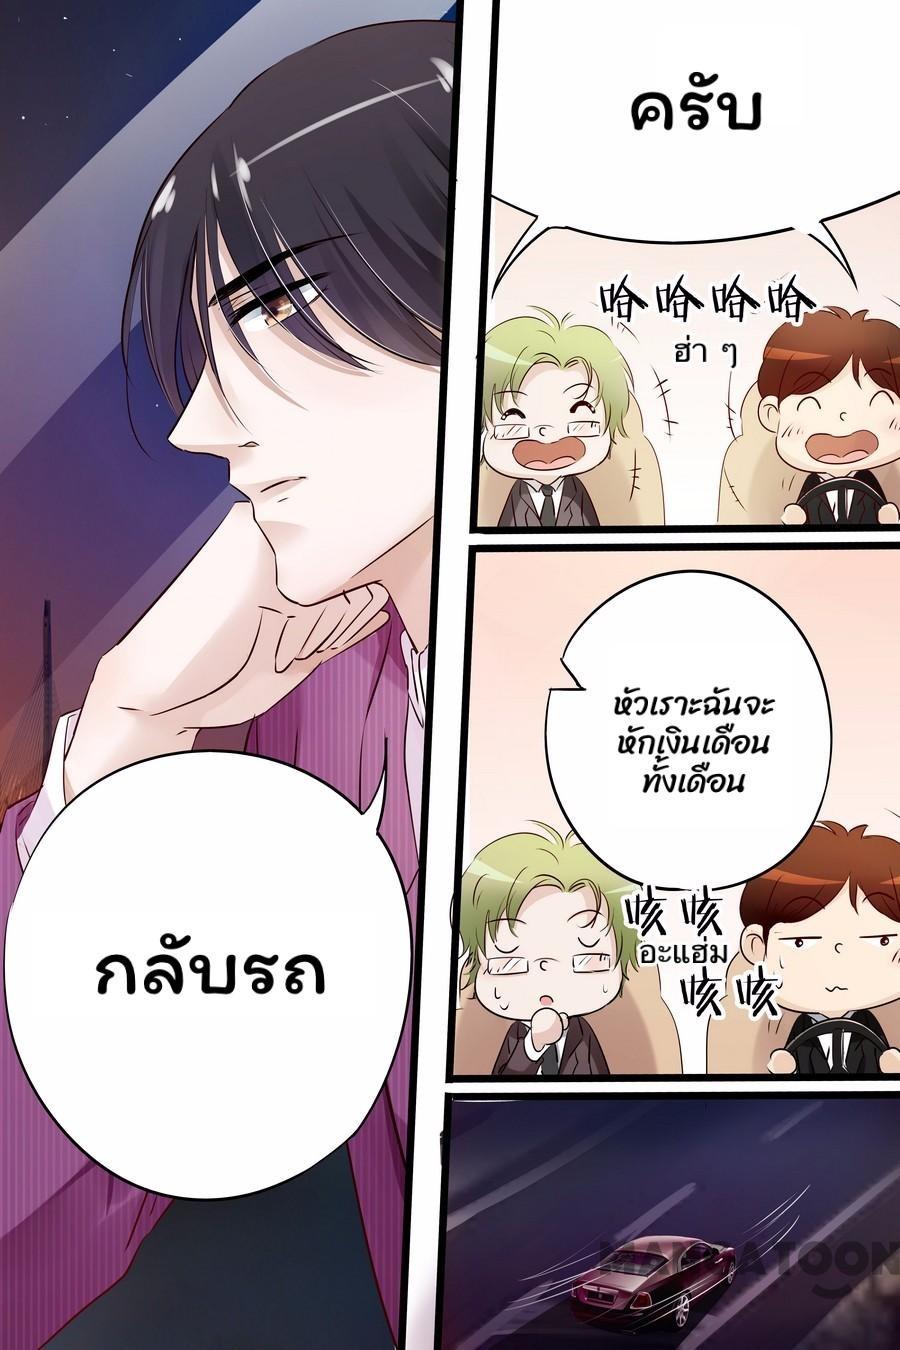 กลับรถ
ครับ
哈哈哈哈
ฮ่า ๆ
หัวเราะฉันจะ
หักเงินเดือน
ทั้งเดือน
咳咳
อะแฮ่ม
咳咳
MANGATOON